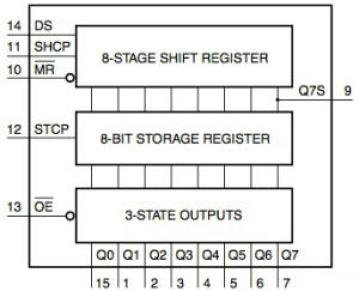 14 DS
11 SHCP
10 MR
8-STAGE SHIFT REGISTER
Q7S 9
12 STCP
8-BIT STORAGE REGISTER
13 OE
3-STATE OUTPUTS
Q0 Q1 Q2 Q3 Q4 Q5 Q6 Q7
15 1 2 3 4 5 6 7